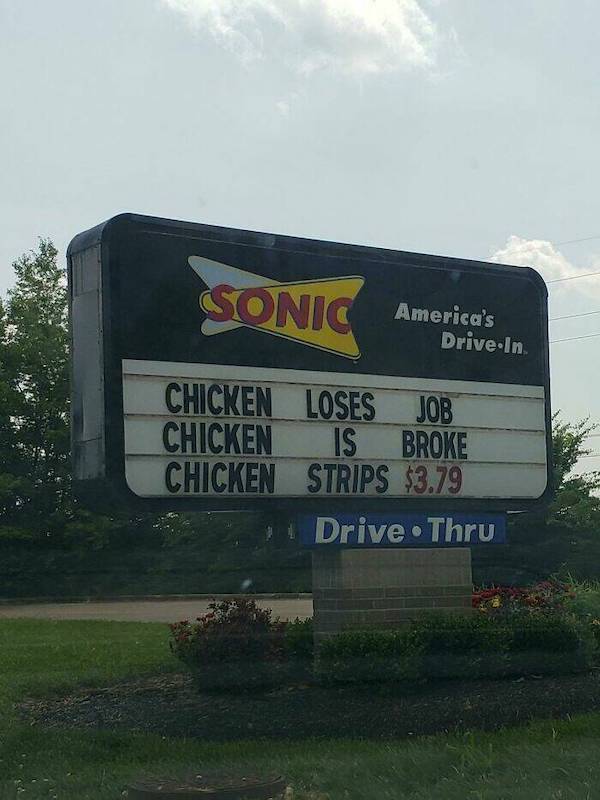 SONIC
America's
Drive-In
CHICKEN LOSES JOB
CHICKEN IS BROKE
CHICKEN STRIPS $3.79
Drive • Thru